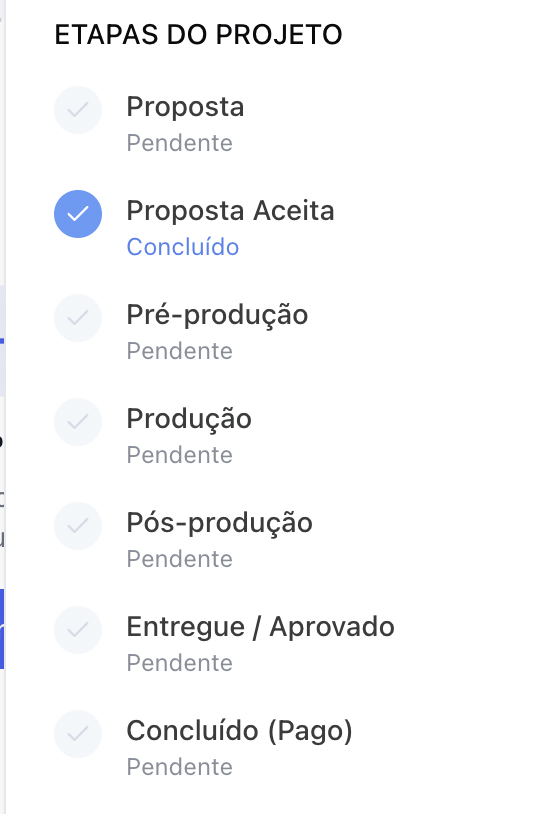 ETAPAS DO PROJETO
Proposta
Pendente
Proposta Aceita
Concluído
Pré-produção
Pendente
Produção
Pendente
Pós-produção
Pendente
Entregue / Aprovado
Pendente
Concluído (Pago)
Pendente